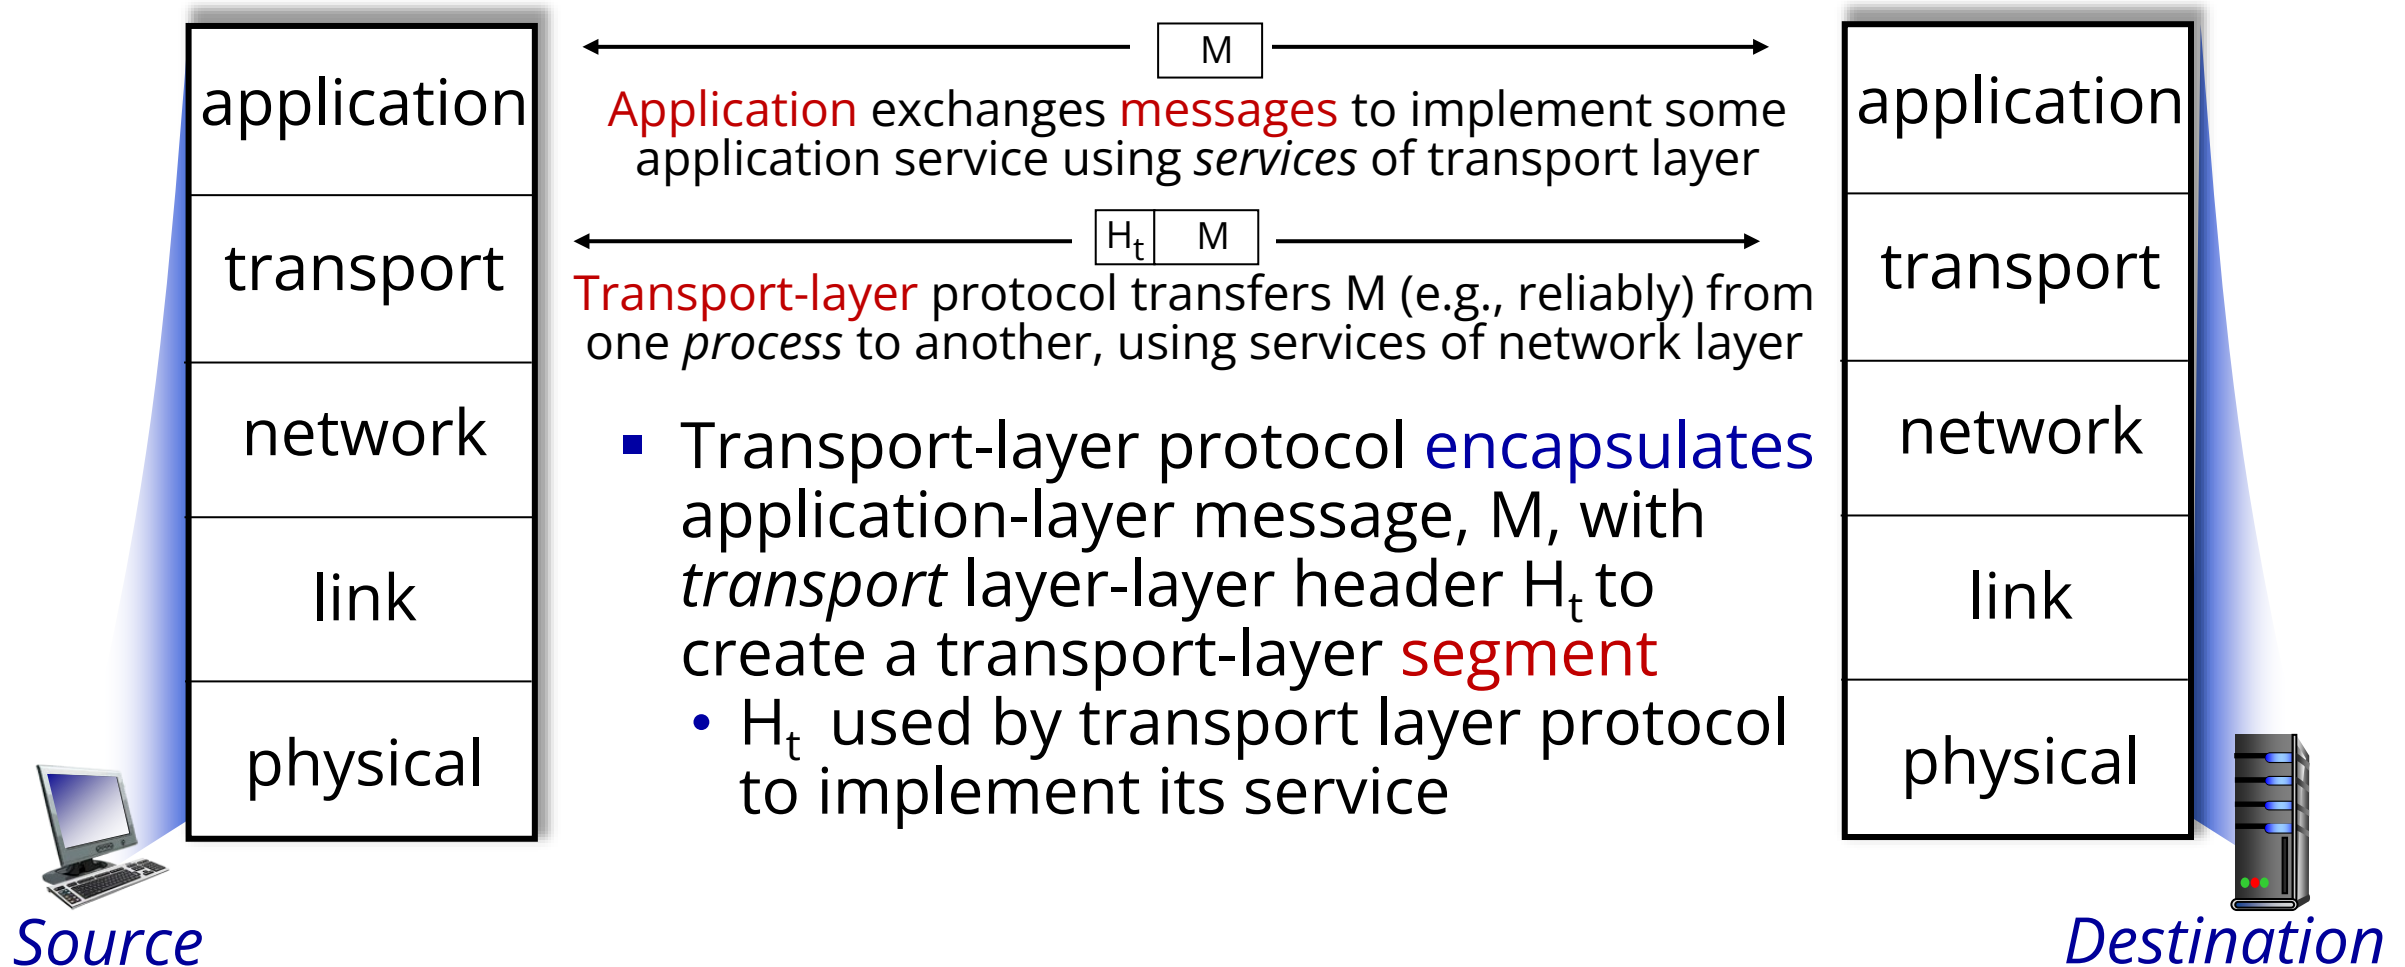 application
transport
network
link
physical
Source
M
Application exchanges messages to implement some
application service using services of transport layer
Ht M
Transport-layer protocol transfers M (e.g., reliably) from
one process to another, using services of network layer
▪ Transport-layer protocol encapsulates
application-layer message, M, with
transport layer-layer header Ht to
create a transport-layer segment
• Ht used by transport layer protocol
to implement its service
application
transport
network
link
physical
Destination